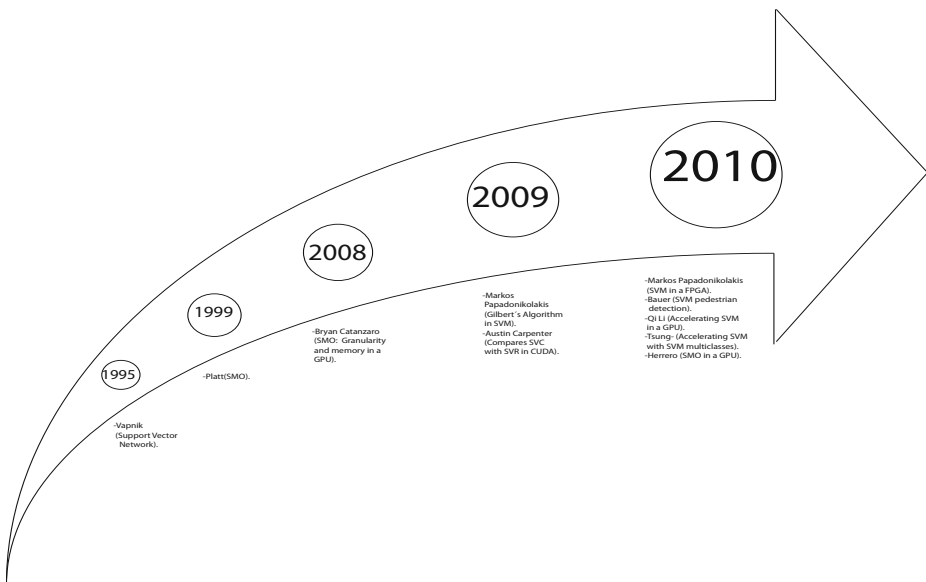 1995
-Vapnik
(Support Vector
Network).
1999
-Platt(SMO).
2008
-Bryan Catanzaro
(SMO: Granularity
and memory in a
GPU).
2009
-Markos
Papadonikolakis
(Gilbert´s Algorithm
in SVM).
-Austin Carpenter
(Compares SVC
with SVR in CUDA).
2010
-Markos Papadonikolakis
(SVM in a FPGA).
-Bauer (SVM pedestrian
detection).
-Qi Li (Accelerating SVM
in a GPU).
-Tsung- (Accelerating SVM
with SVM multiclasses).
-Herrero (SMO in a GPU).